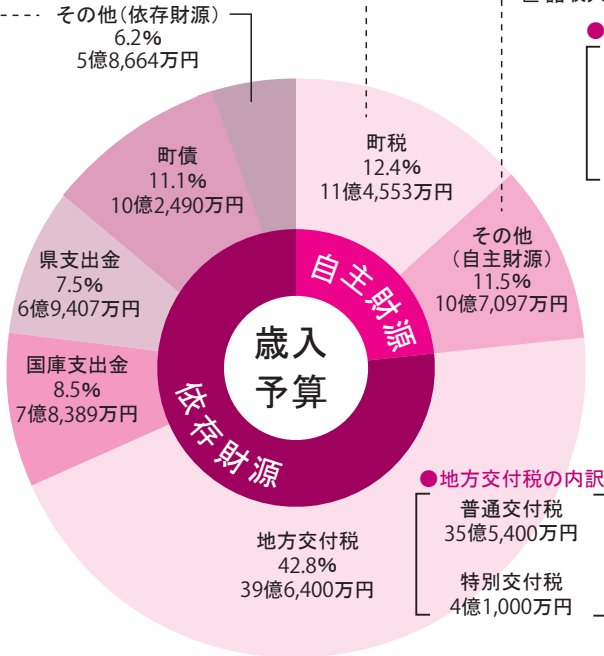 その他(依存財源)
6.2%
5億8,664万円
町税
12.4%
11億4,553万円
その他
(自主財源)
11.5%
10億7,097万円
町債
11.1%
10億2,490万円
県支出金
7.5%
6億9,407万円
国庫支出金
8.5%
7億8,389万円
自主財源
歳入
予算
依存財源
地方交付税
42.8%
39億6,400万円
●地方交付税の内訳
普通交付税
35億5,400万円
特別交付税
4億1,000万円